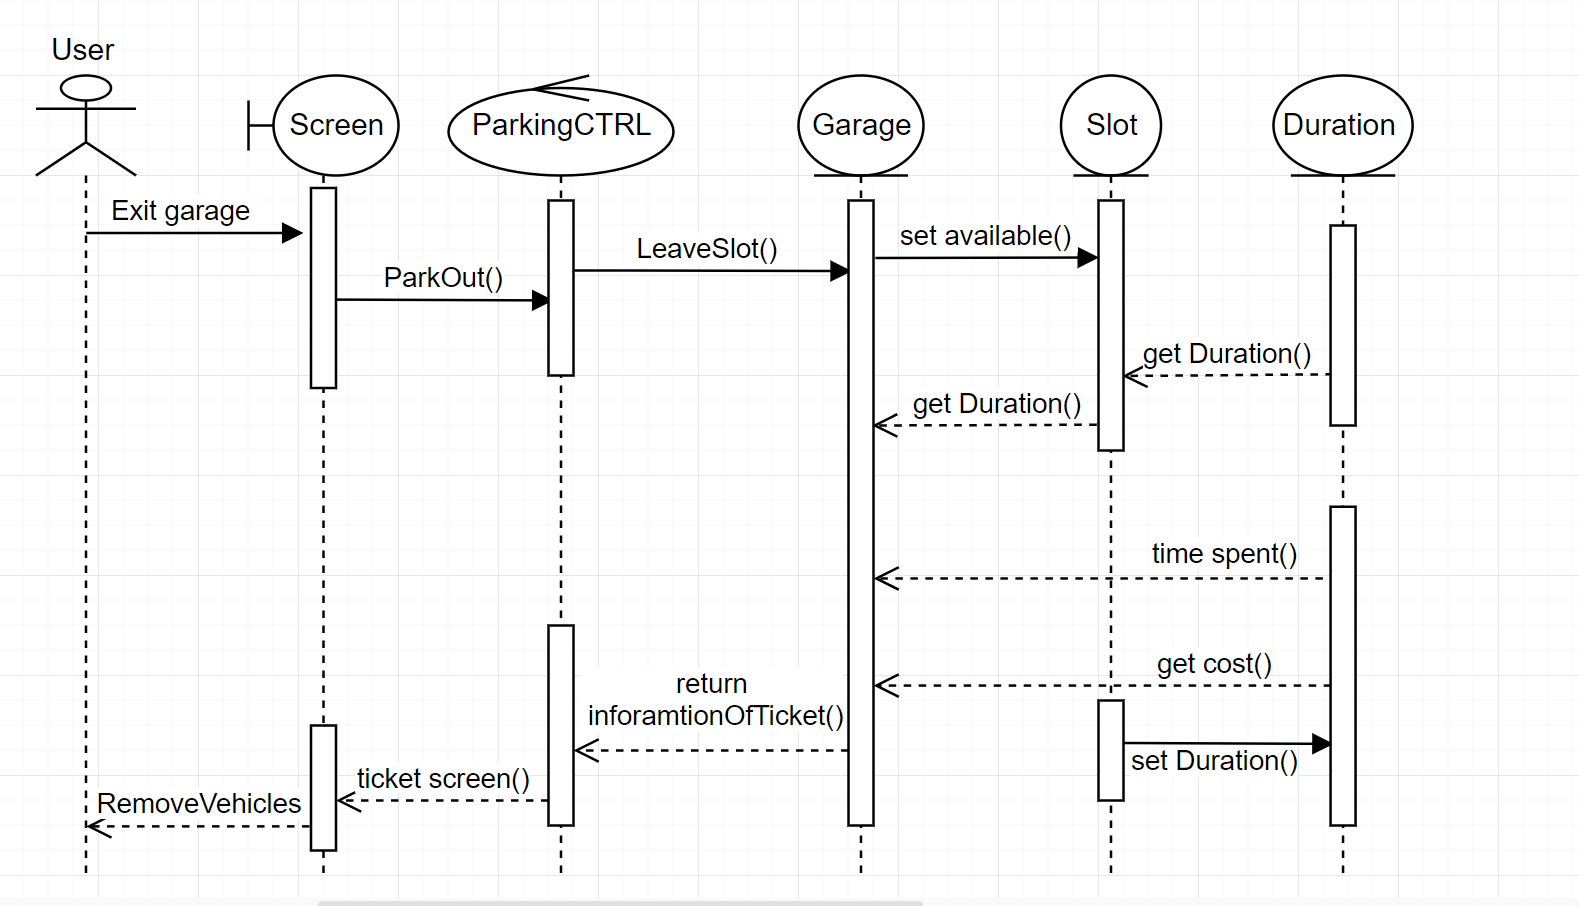 User
Screen
ParkingCTRL
Garage
Slot
Duration
Exit garage
ParkOut()
LeaveSlot()
set available()
get Duration()
get Duration()
time spent()
get cost()
return
inforamtionOfTicket()
set Duration()
ticket screen()
RemoveVehicles